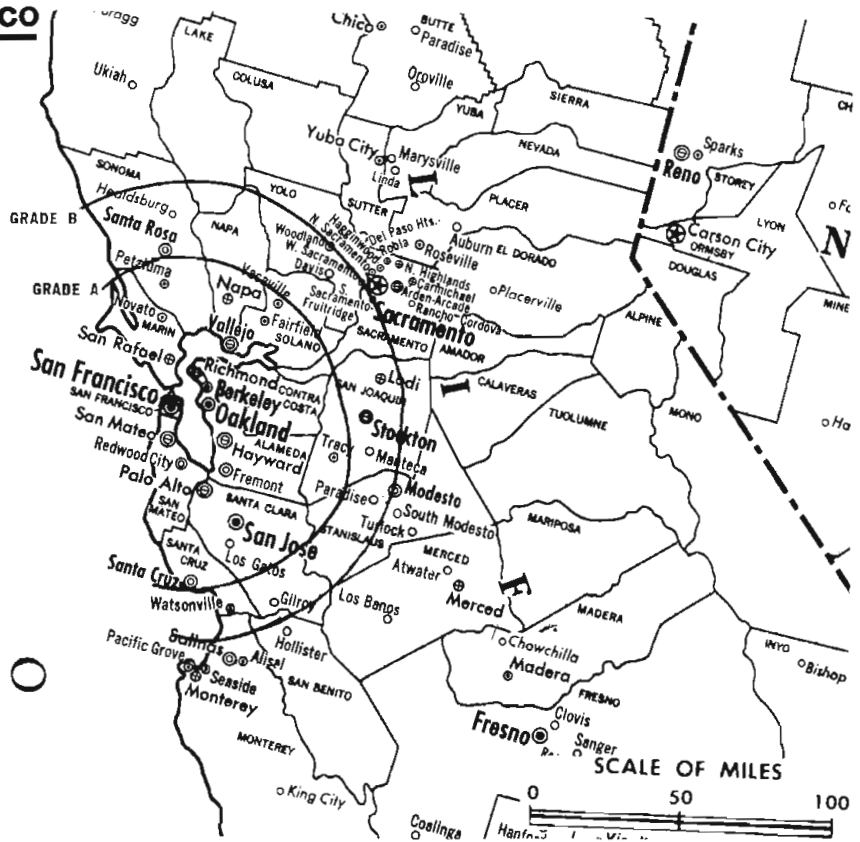 CO
Chico
BUTTE
Paradise
LAKE
Ukiah
COLUSA
Oroville
YUBA
SIERRA
CH
Yuba City
Marysville
Linda
NEVADA
Sparks
Reno
STOREY
SONOMA
Healdsburg
YOLO
SUTTER
L
PLACER
LYON
GRADE B
Santa Rosa
NAPA
Woodland
N. Sacramento
Hagginwood
Del Paso Hts.
Robla
Roseville
Auburn
EL DORADO
Carson City
ORMSBY
N
Petaluma
W. Sacramento
Davis
N. Highlands
Carmichael
Arden-Arcade
Rancho Cordova
Placerville
DOUGLAS
GRADE A
Napa
Vacaville
S. Sacramento
Fruitridge
Sacramento
MINE
Novato
MARIN
Vallejo
Fairfield
SOLANO
SACRAMENTO
AMADOR
ALPINE
San Rafael
Richmond
CONTRA COSTA
SAN JOAQUIN
Lodi
I
CALAVERAS
San Francisco
SAN FRANCISCO
Berkeley
Oakland
Stockton
TUOLUMNE
MONO
Ha
San Mateo
ALAMEDA
Hayward
Tracy
Manteca
Redwood City
Fremont
Palo Alto
Paradise
Modesto
SAN MATEO
SANTA CLARA
South Modesto
San Jose
STANISLAUS
Turlock
MARIPOSA
SANTA CRUZ
Los Gatos
MERCED
Atwater
Santa Cruz
F
Merced
Watsonville
Gilroy
Los Banos
MADERA
Salinas
Alisal
Hollister
Chowchilla
INYO
Bishop
Pacific Grove
Seaside
Monterey
SAN BENITO
Madera
FRESNO
O
MONTEREY
Fresno
Clovis
Sanger
SCALE OF MILES
King City
0 50 100
Coalinga